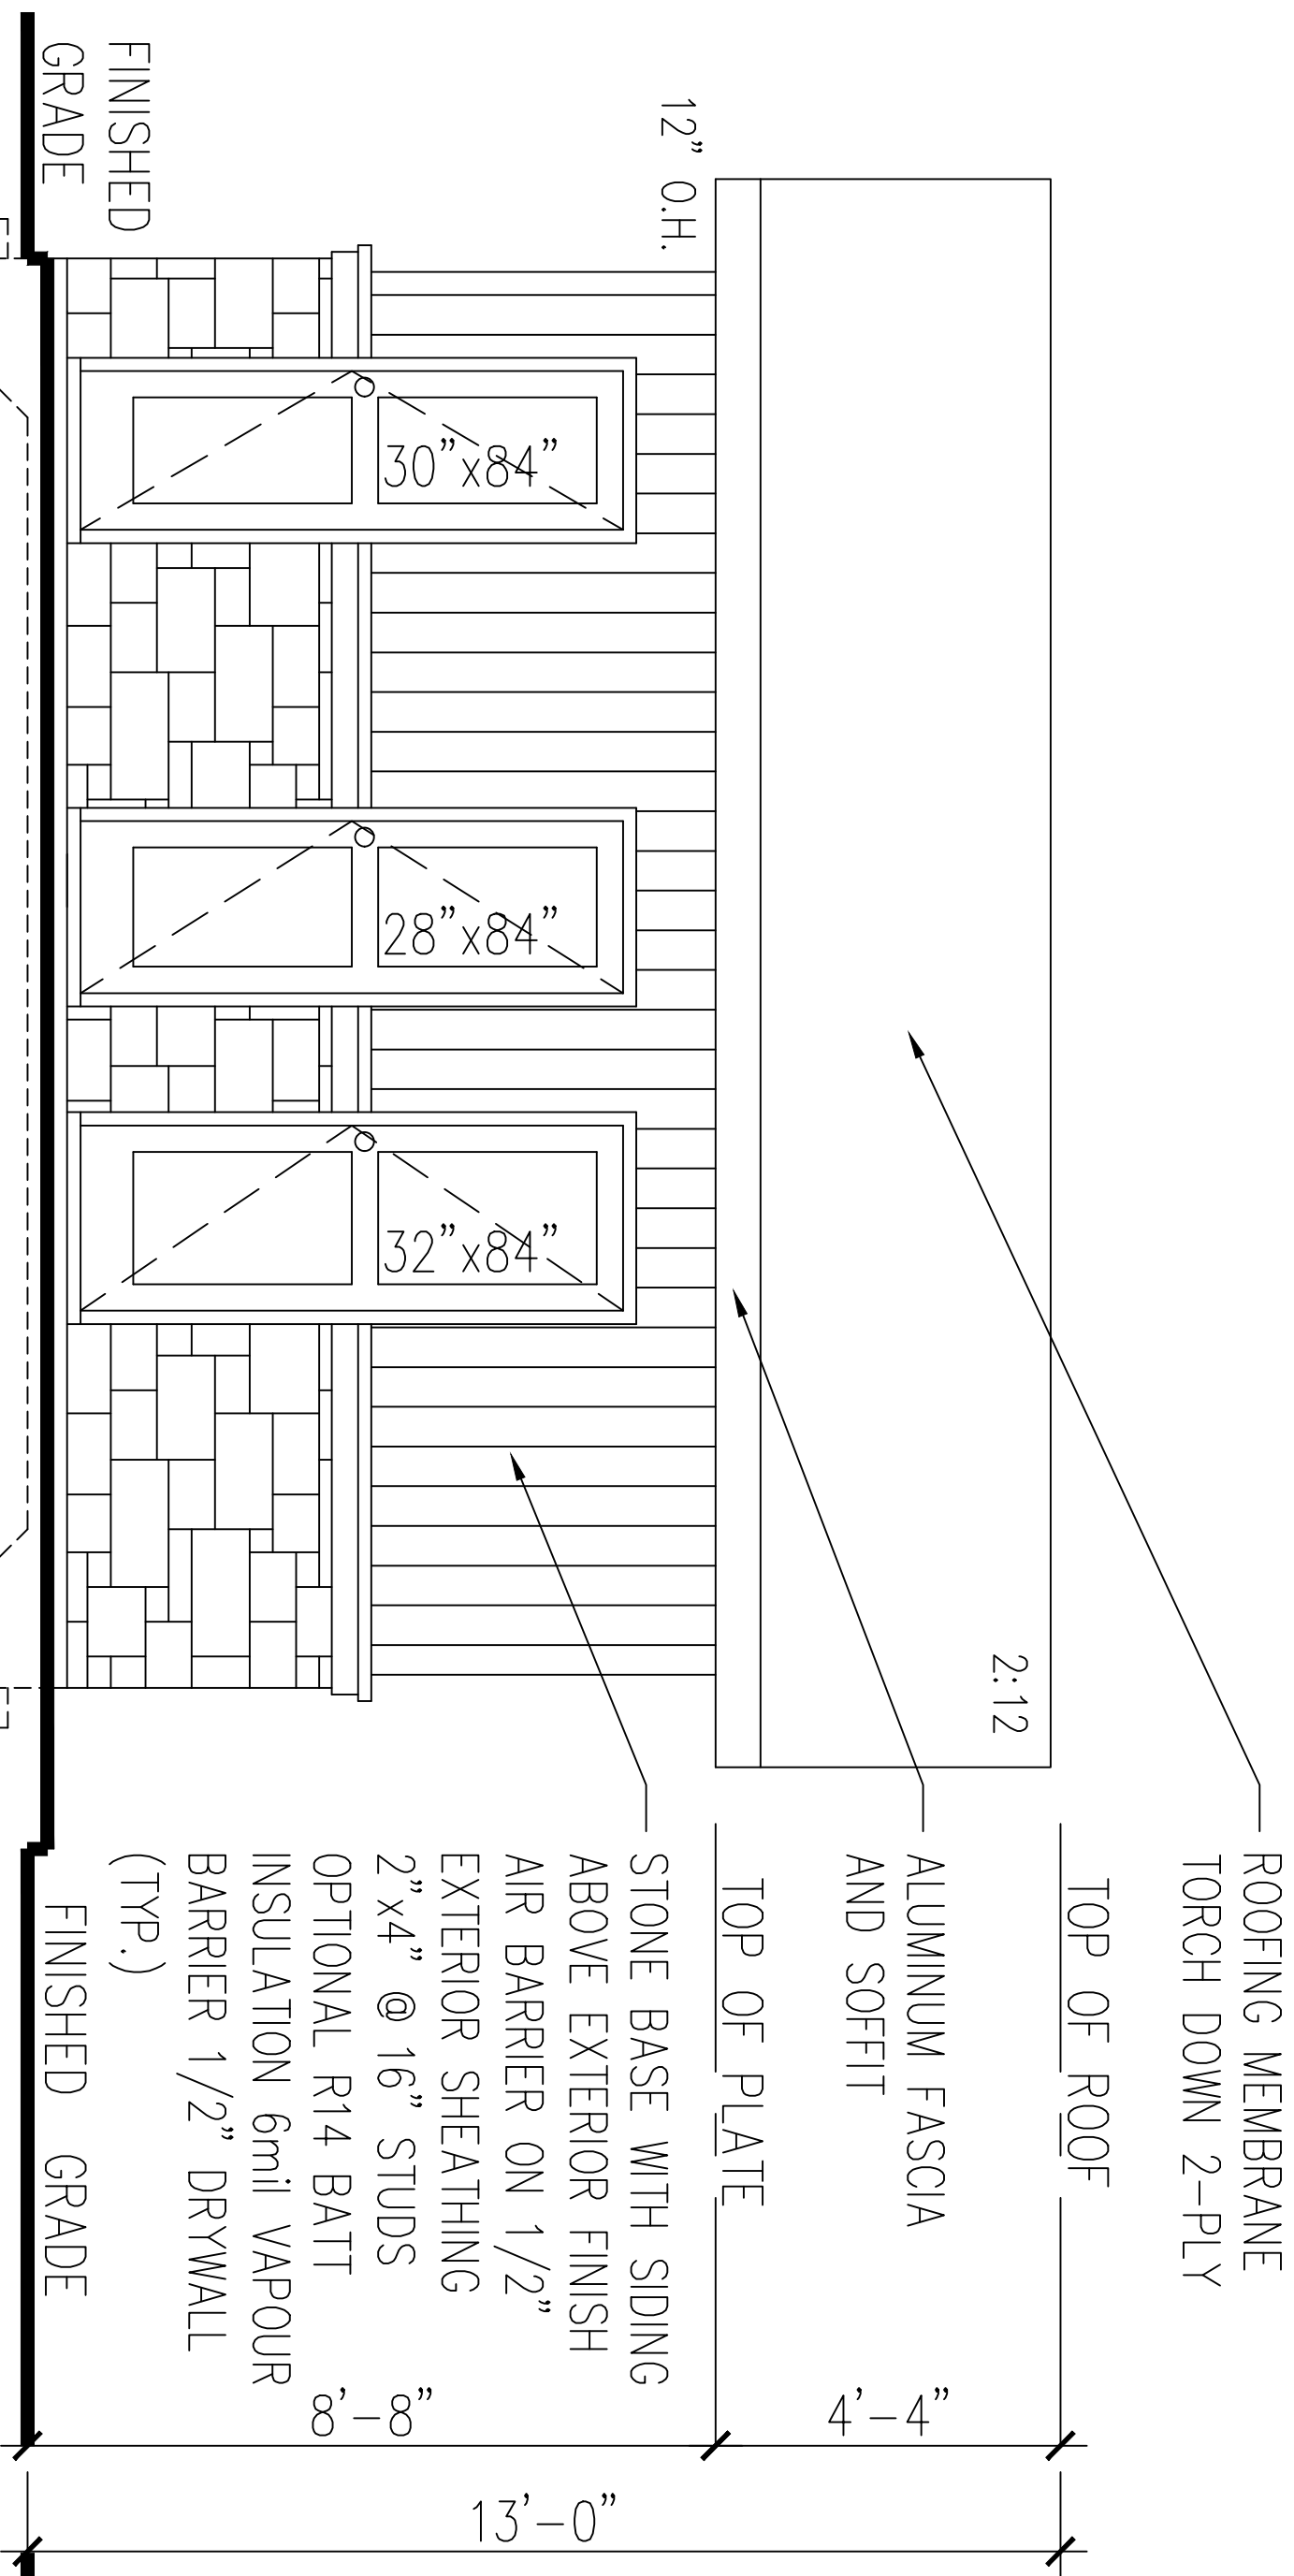 ROOFING MEMBRANE
TORCH DOWN 2-PLY
TOP OF ROOF
2:12
ALUMINUM FASCIA
AND SOFFIT
4'-4"
TOP OF PLATE
12" O.H.
STONE BASE WITH SIDING
ABOVE EXTERIOR FINISH
AIR BARRIER ON 1/2"
EXTERIOR SHEATHING
2"x4" @ 16" STUDS
OPTIONAL R14 BATT
INSULATION 6mil VAPOUR
BARRIER 1/2" DRYWALL
(TYP.)
30"x84"
28"x84"
32"x84"
8'-8"
13'-0"
FINISHED
GRADE
FINISHED GRADE